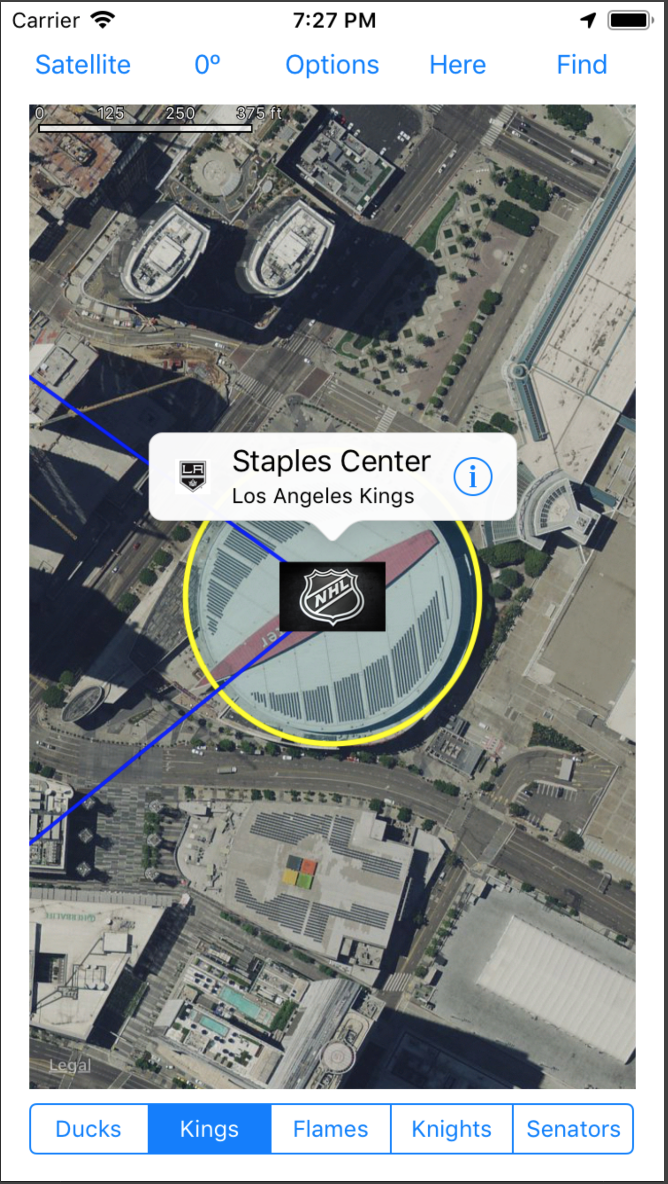 Carrier 7:27 PM
Satellite 0º Options Here Find
0 125 250 375 ft
LA
Staples Center
Los Angeles Kings
NHL
HERBALIFE
Legal
Ducks Kings Flames Knights Senators